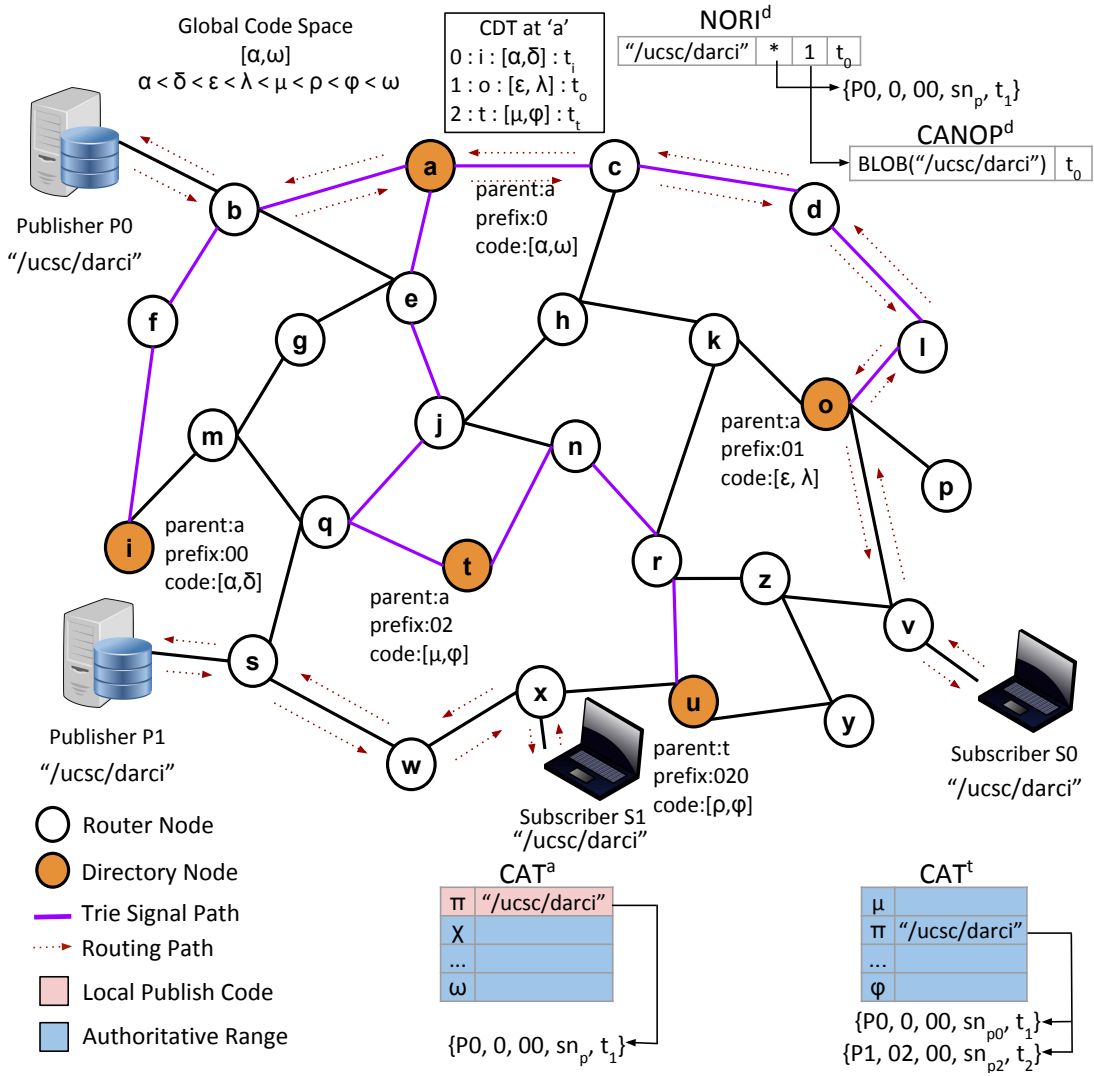 Global Code Space
[α,ω]
α < δ < ε < λ < μ < ρ < φ < ω
CDT at ‘a’
0 : i : [α,δ] : t_i
1 : o : [ε, λ] : t_o
2 : t : [μ,φ] : t_t
NORI^d
“/ucsc/darci” * 1 t_0
{P0, 0, 00, sn_p, t_1}
CANOP^d
BLOB(“/ucsc/darci”) t_0
Publisher P0
“/ucsc/darci”
a
b
c
d
parent:a
prefix:0
code:[α,ω]
e
f
g
h
k
l
j
m
n
o
p
parent:a
prefix:01
code:[ε, λ]
i
parent:a
prefix:00
code:[α,δ]
q
t
parent:a
prefix:02
code:[μ,φ]
r
z
v
s
x
u
y
w
Publisher P1
“/ucsc/darci”
parent:t
prefix:020
code:[ρ,φ]
Subscriber S1
“/ucsc/darci”
Subscriber S0
“/ucsc/darci”
Router Node
Directory Node
Trie Signal Path
Routing Path
Local Publish Code
Authoritative Range
CAT^a
π “/ucsc/darci”
χ
...
ω
{P0, 0, 00, sn_p, t_1}
CAT^t
μ
π “/ucsc/darci”
...
φ
{P0, 0, 00, sn_p0, t_1}
{P1, 02, 00, sn_p2, t_2}